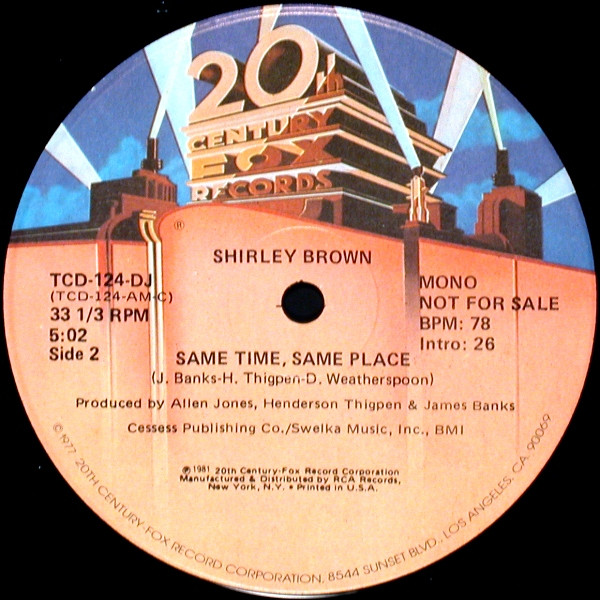 20th
CENTURY
FOX
RECORDS
®
SHIRLEY BROWN
TCD-124-DJ
(TCD-124-AM-C)
33 1/3 RPM
5:02
Side 2
MONO
NOT FOR SALE
BPM: 78
Intro: 26
SAME TIME, SAME PLACE
(J. Banks-H. Thigpen-D. Weatherspoon)
Produced by Allen Jones, Henderson Thigpen & James Banks
Cessess Publishing Co./Swelka Music, Inc., BMI
℗ 1981 20th Century-Fox Record Corporation
Manufactured & Distributed by RCA Records,
New York, N.Y. • Printed in U.S.A.
© 1977 20TH CENTURY-FOX RECORD CORPORATION, 8544 SUNSET BLVD., LOS ANGELES, CA 90069